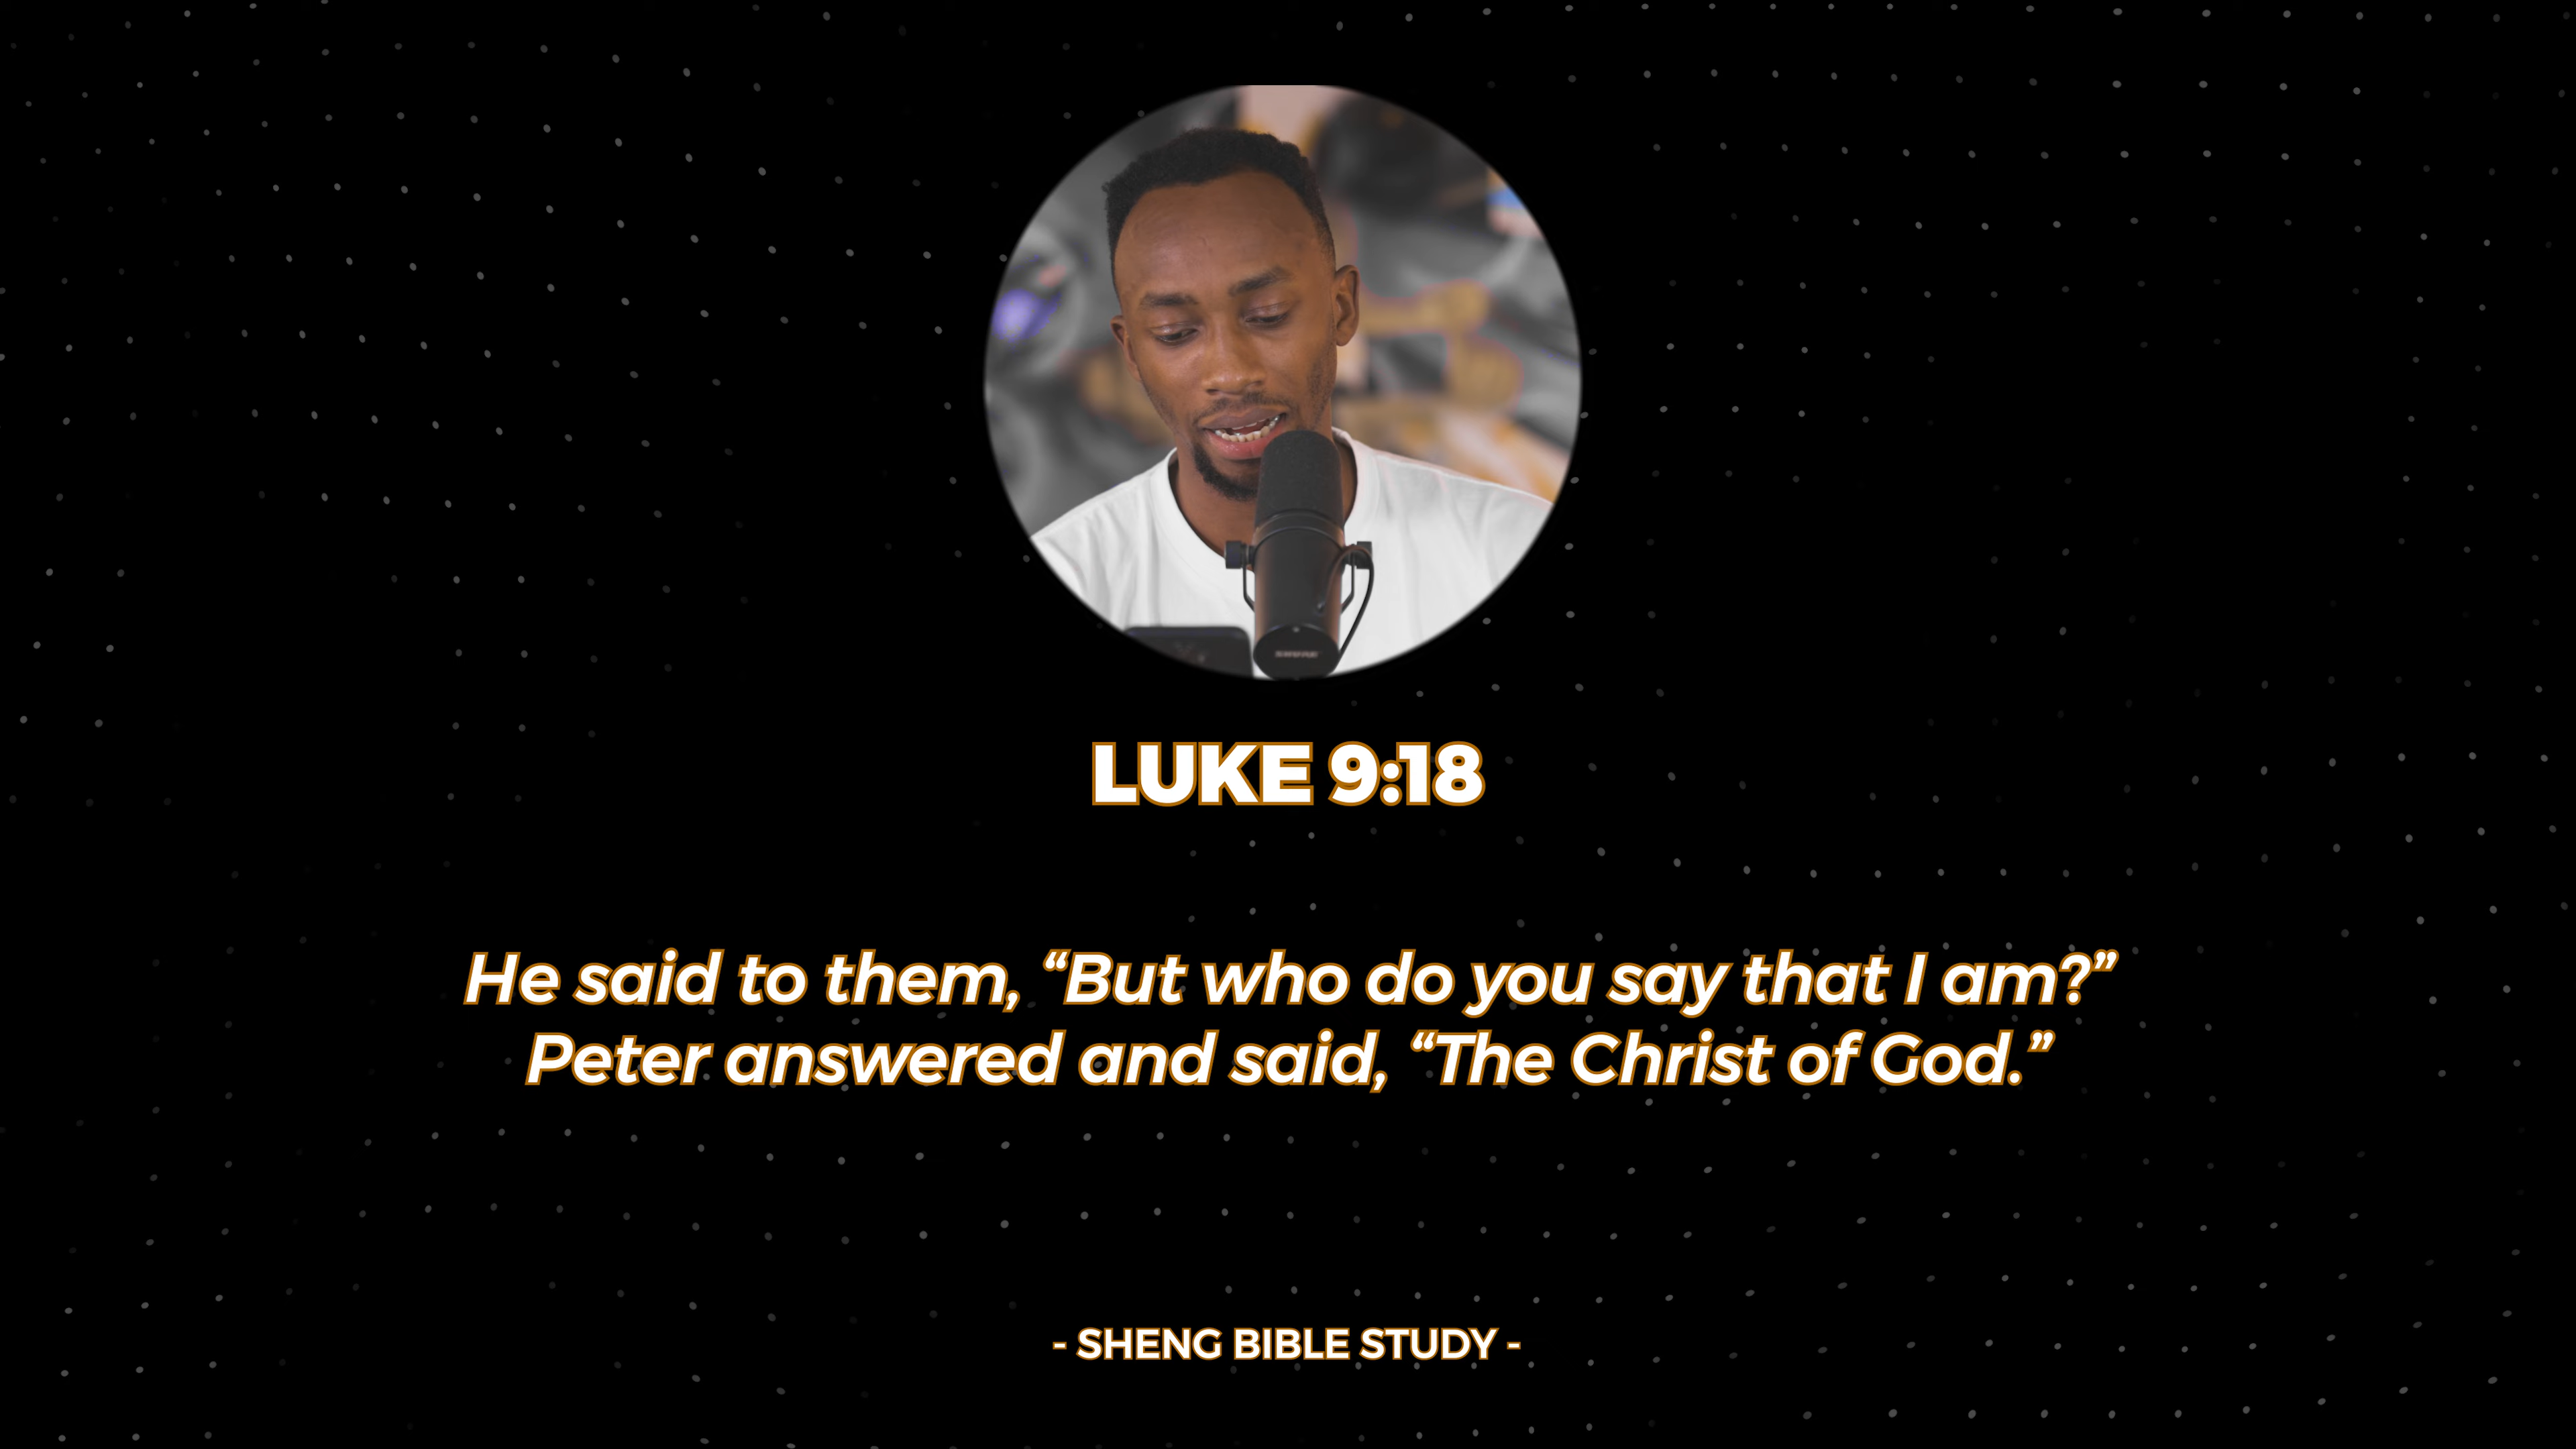 SHURE
LUKE 9:18
He said to them, “But who do you say that I am?”
Peter answered and said, “The Christ of God.”
- SHENG BIBLE STUDY -